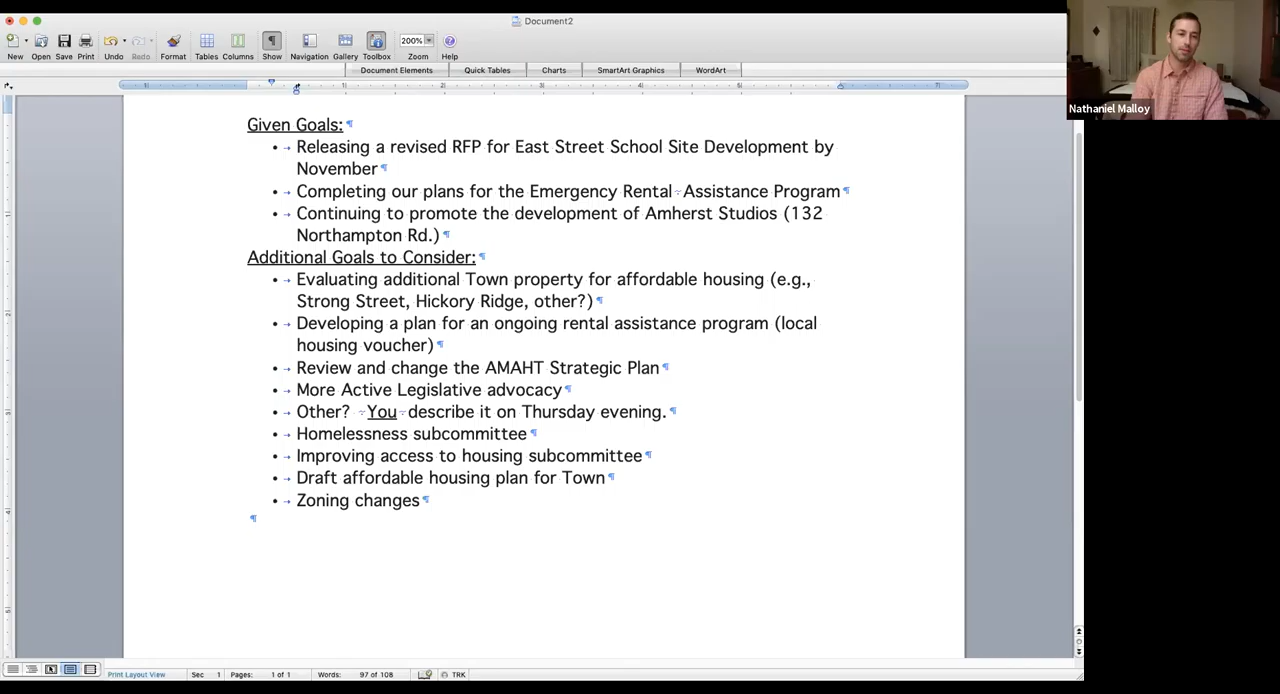 Document2
New Open Save Print Undo Redo Format Tables Columns Show Navigation Gallery Toolbox Zoom Help
200%
Document Elements Quick Tables Charts SmartArt Graphics WordArt
Nathaniel Malloy
Given Goals:
• Releasing a revised RFP for East Street School Site Development by
November
• Completing our plans for the Emergency Rental Assistance Program
• Continuing to promote the development of Amherst Studios (132
Northampton Rd.)
Additional Goals to Consider:
• Evaluating additional Town property for affordable housing (e.g.,
Strong Street, Hickory Ridge, other?)
• Developing a plan for an ongoing rental assistance program (local
housing voucher)
• Review and change the AMAHT Strategic Plan
• More Active Legislative advocacy
• Other? You describe it on Thursday evening.
• Homelessness subcommittee
• Improving access to housing subcommittee
• Draft affordable housing plan for Town
• Zoning changes
Print Layout View Sec 1 Pages: 1 of 1 Words: 97 of 108 TRK